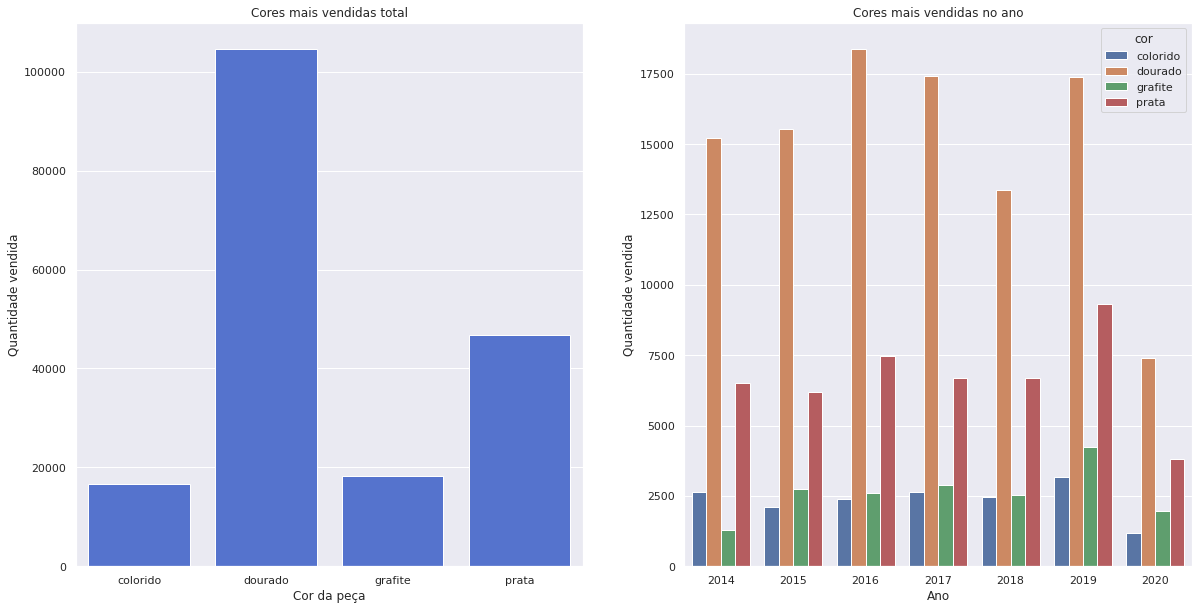 Cores mais vendidas total
Quantidade vendida
100000
80000
60000
40000
20000
0
colorido dourado grafite prata
Cor da peça
Cores mais vendidas no ano
Quantidade vendida
17500
15000
12500
10000
7500
5000
2500
0
2014 2015 2016 2017 2018 2019 2020
Ano
cor
colorido
dourado
grafite
prata